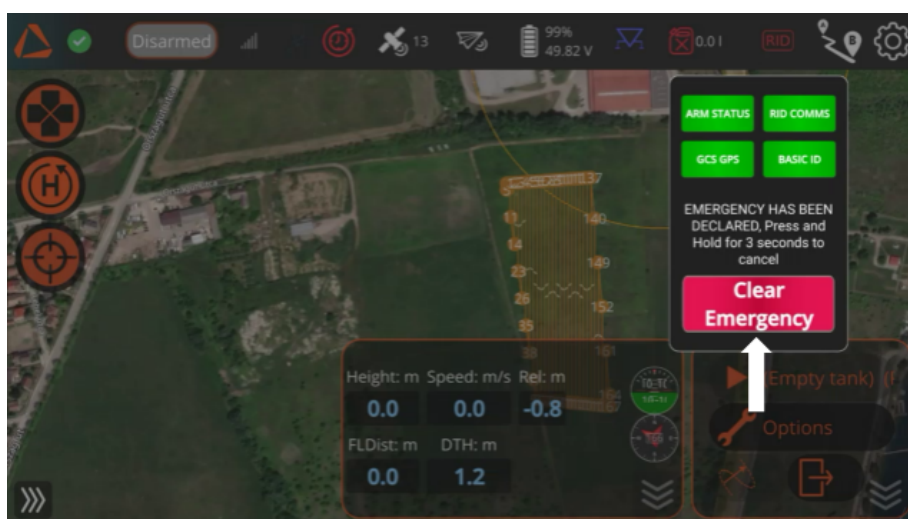 Disarmed
13
99%
49.82 V
0.0 l
RID
A
B
ARM STATUS
RID COMMS
GCS GPS
BASIC ID
EMERGENCY HAS BEEN
DECLARED, Press and
Hold for 3 seconds to
cancel
Clear
Emergency
H
37
11
140
14
149
23
26
152
35
161
Height: m
Speed: m/s
Rel: m
0.0
0.0
-0.8
FLDist: m
DTH: m
0.0
1.2
(Empty tank)
Options